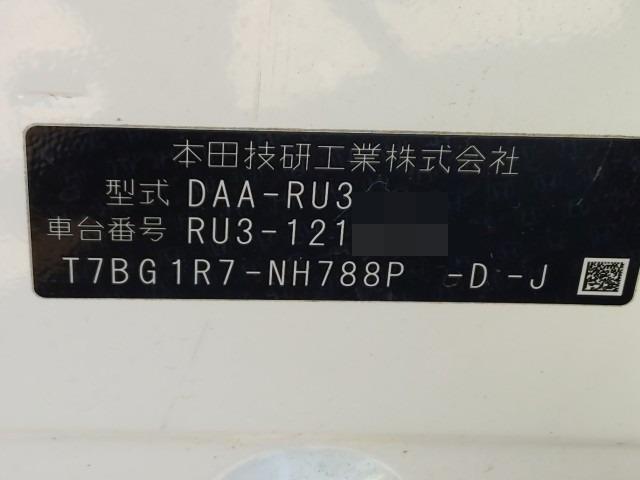 本田技研工業株式会社
型式 DAA-RU3
車台番号 RU3-121
T7BG1R7-NH788P -D -J